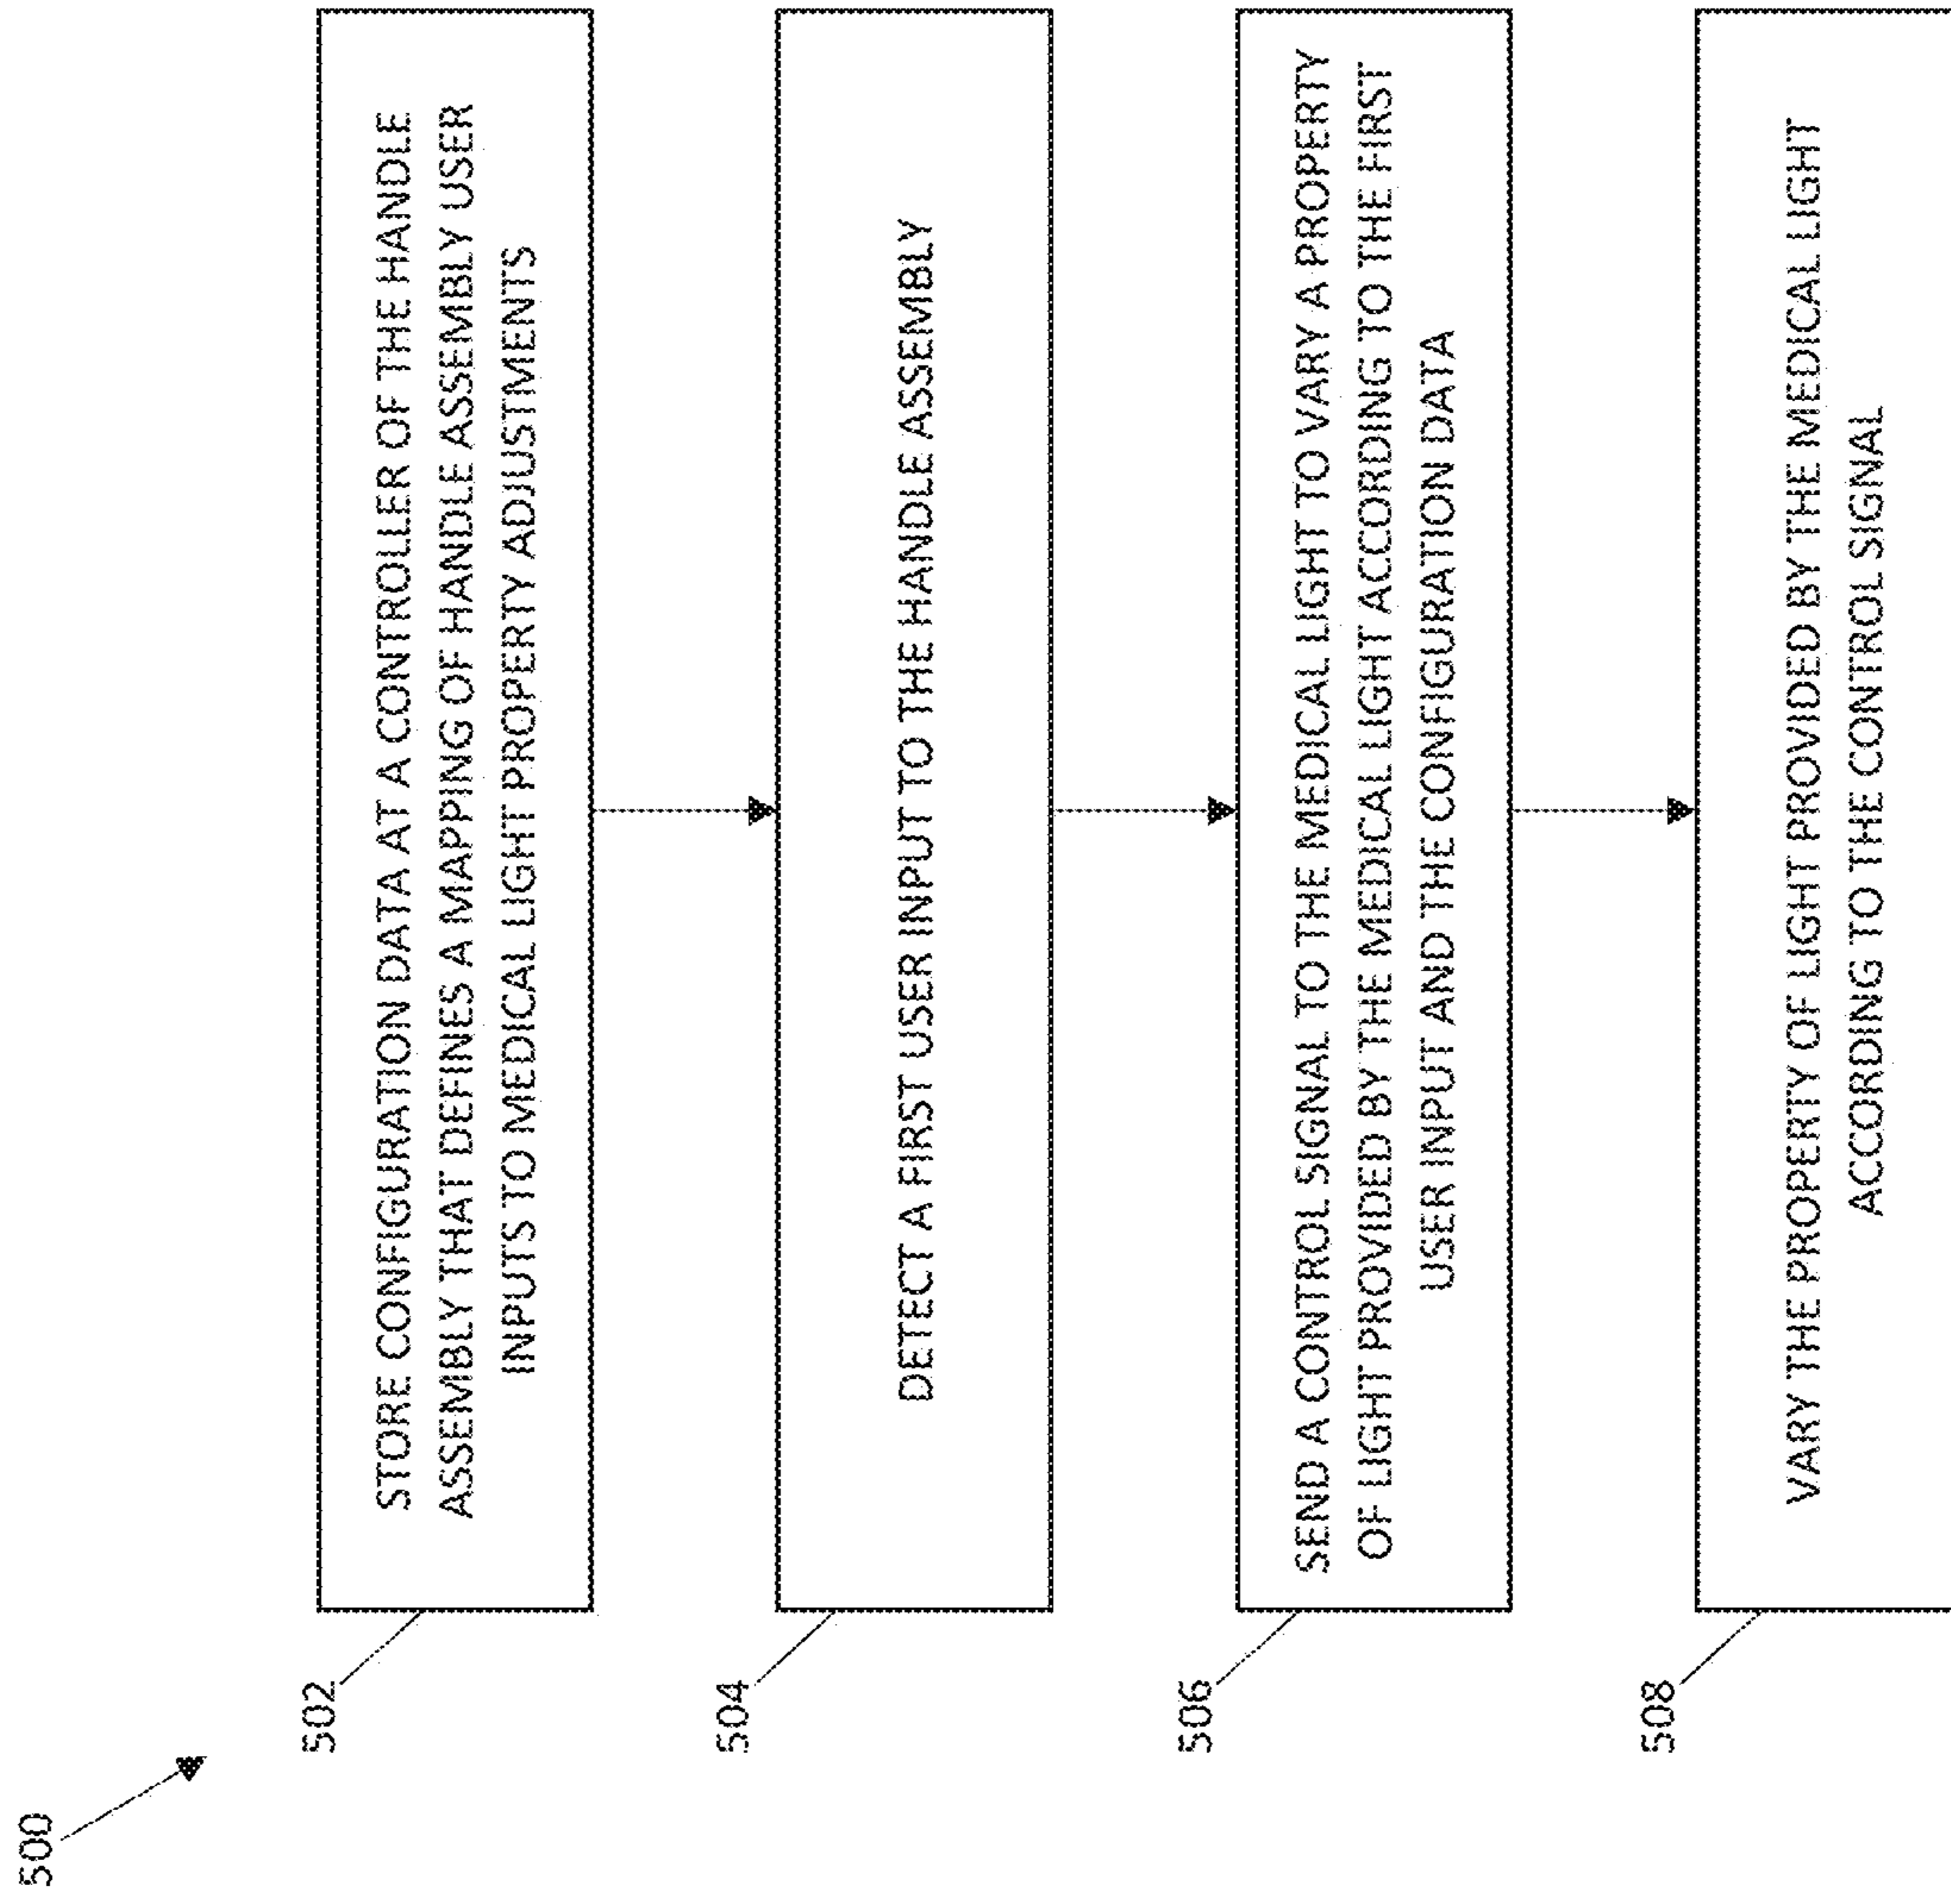 500
502
STORE CONFIGURATION DATA AT A CONTROLLER OF THE HANDLE
ASSEMBLY THAT DEFINES A MAPPING OF HANDLE ASSEMBLY USER
INPUTS TO MEDICAL LIGHT PROPERTY ADJUSTMENTS
504
DETECT A FIRST USER INPUT TO THE HANDLE ASSEMBLY
506
SEND A CONTROL SIGNAL TO THE MEDICAL LIGHT TO VARY A PROPERTY
OF LIGHT PROVIDED BY THE MEDICAL LIGHT ACCORDING TO THE FIRST
USER INPUT AND THE CONFIGURATION DATA
508
VARY THE PROPERTY OF LIGHT PROVIDED BY THE MEDICAL LIGHT
ACCORDING TO THE CONTROL SIGNAL